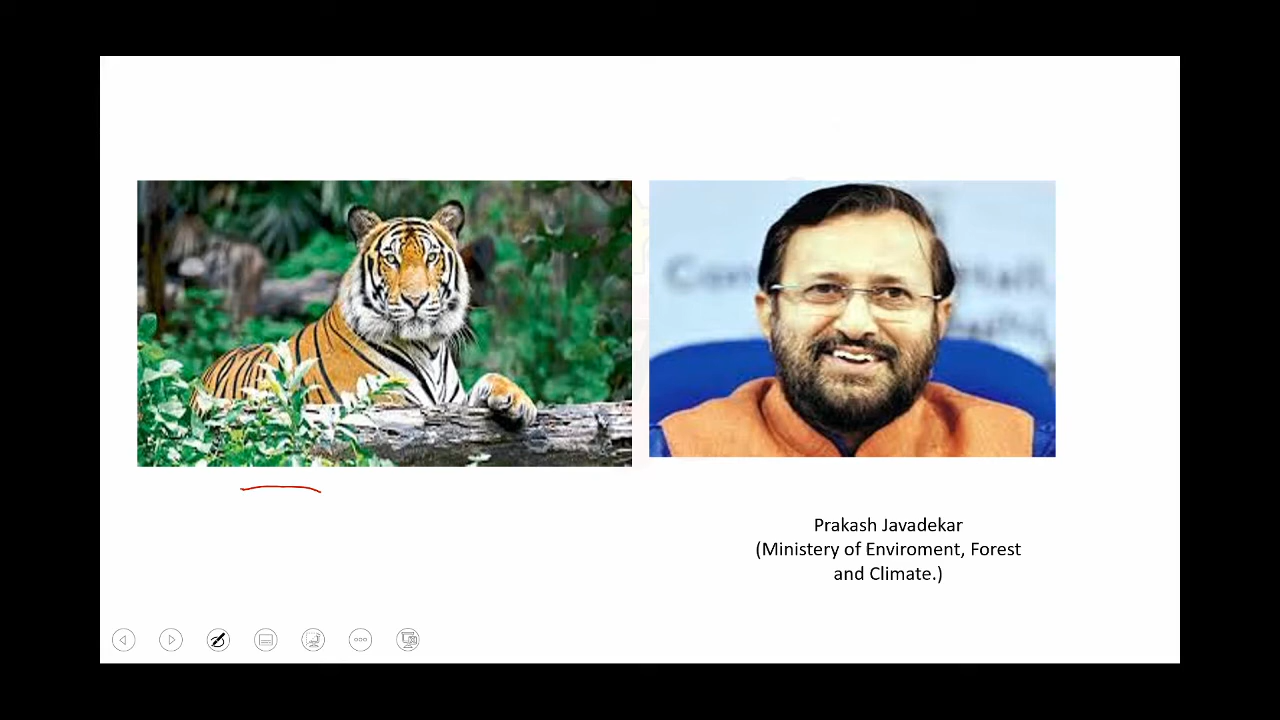 Prakash Javadekar
(Ministery of Enviroment, Forest
and Climate.)